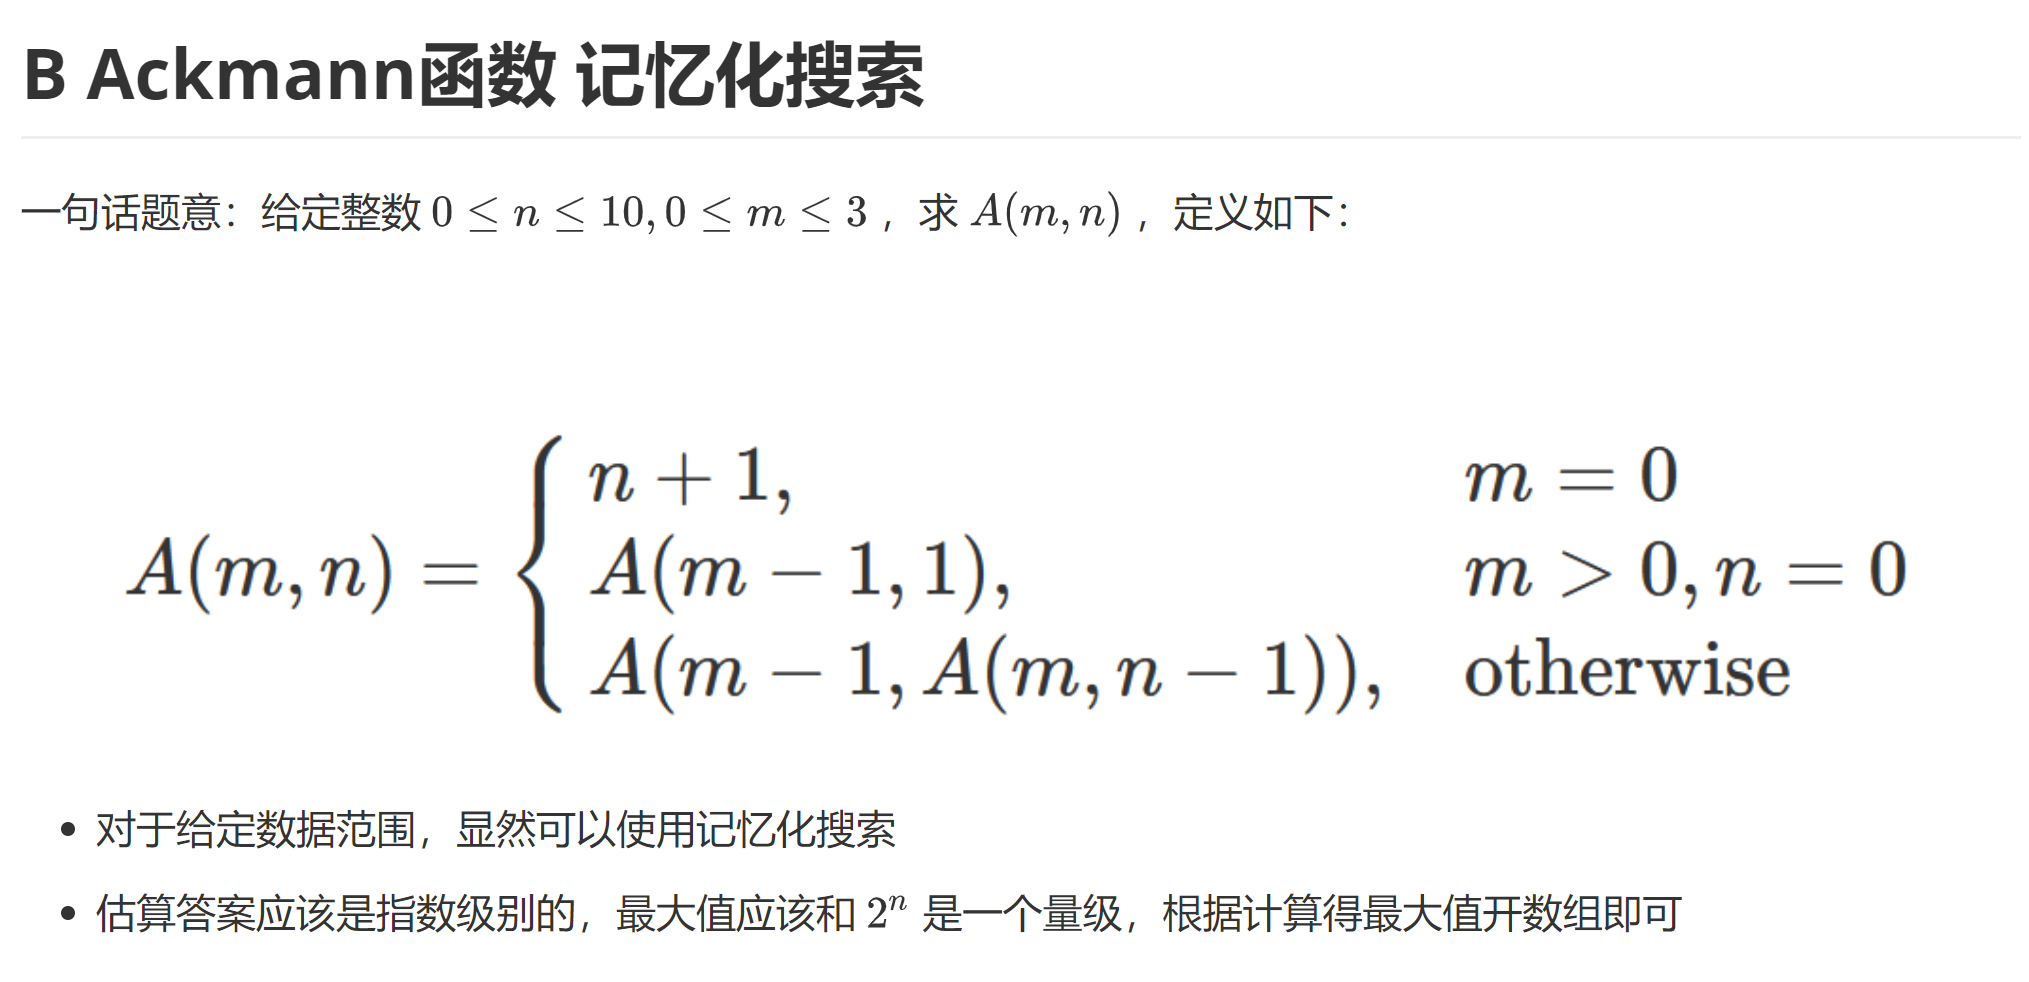 B Ackmann函数 记忆化搜索
一句话题意：给定整数 0 ≤ n ≤ 10, 0 ≤ m ≤ 3 ，求 A(m, n) ，定义如下：
n + 1, m = 0
A(m, n) = { A(m − 1, 1), m > 0, n = 0
A(m − 1, A(m, n − 1)), otherwise
• 对于给定数据范围，显然可以使用记忆化搜索
• 估算答案应该是指数级别的，最大值应该和 2ⁿ 是一个量级，根据计算得最大值开数组即可